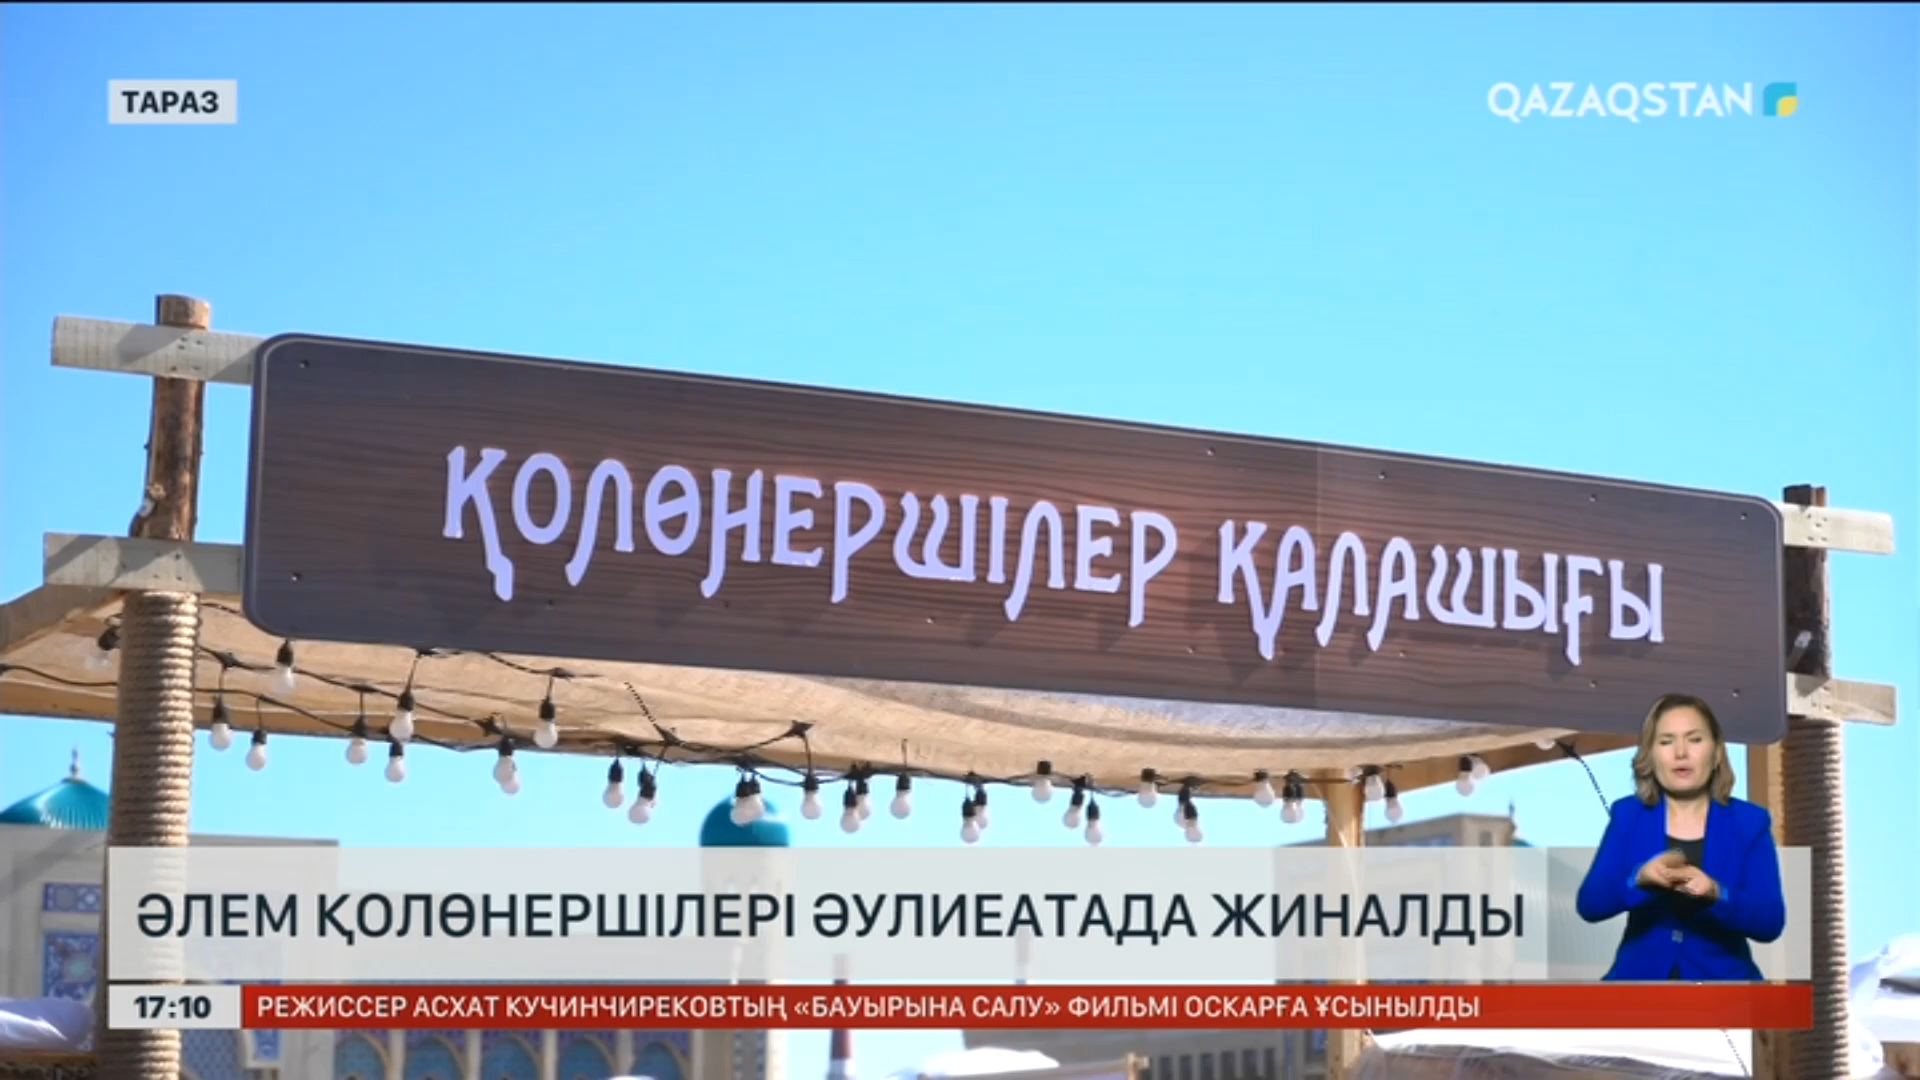 ТАРАЗ
QAZAQSTAN
ҚОЛӨНЕРШІЛЕР ҚАЛАШЫҒЫ
ӘЛЕМ ҚОЛӨНЕРШІЛЕРІ ӘУЛИЕАТАДА ЖИНАЛДЫ
17:10 РЕЖИССЕР АСХАТ КУЧИНЧИРЕКОВТЫҢ «БАУЫРЫНА САЛУ» ФИЛЬМІ ОСКАРҒА ҰСЫНЫЛДЫ